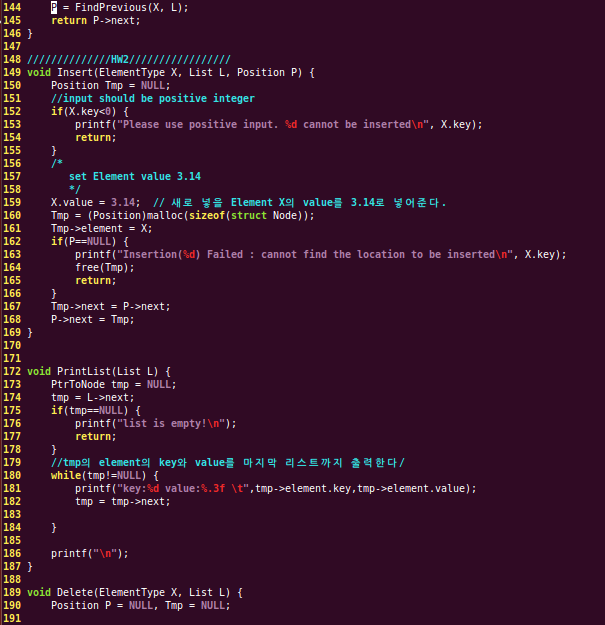 144     P = FindPrevious(X, L);
145     return P->next;
146 }
147
148 //////////////HW2/////////////////
149 void Insert(ElementType X, List L, Position P) {
150     Position Tmp = NULL;
151     //input should be positive integer
152     if(X.key<0) {
153         printf("Please use positive input. %d cannot be inserted\n", X.key);
154         return;
155     }
156     /*
157        set Element value 3.14
158        */
159     X.value = 3.14;  // 새로 넣을 Element X의 value를 3.14로 넣어준다.
160     Tmp = (Position)malloc(sizeof(struct Node));
161     Tmp->element = X;
162     if(P==NULL) {
163         printf("Insertion(%d) Failed : cannot find the location to be inserted\n", X.key);
164         free(Tmp);
165         return;
166     }
167     Tmp->next = P->next;
168     P->next = Tmp;
169 }
170
171
172 void PrintList(List L) {
173     PtrToNode tmp = NULL;
174     tmp = L->next;
175     if(tmp==NULL) {
176         printf("list is empty!\n");
177         return;
178     }
179     //tmp의 element의 key와 value를 마지막 리스트까지 출력한다/
180     while(tmp!=NULL) {
181         printf("key:%d value:%.3f \t",tmp->element.key,tmp->element.value);
182         tmp = tmp->next;
183
184     }
185
186     printf("\n");
187 }
188
189 void Delete(ElementType X, List L) {
190     Position P = NULL, Tmp = NULL;
191